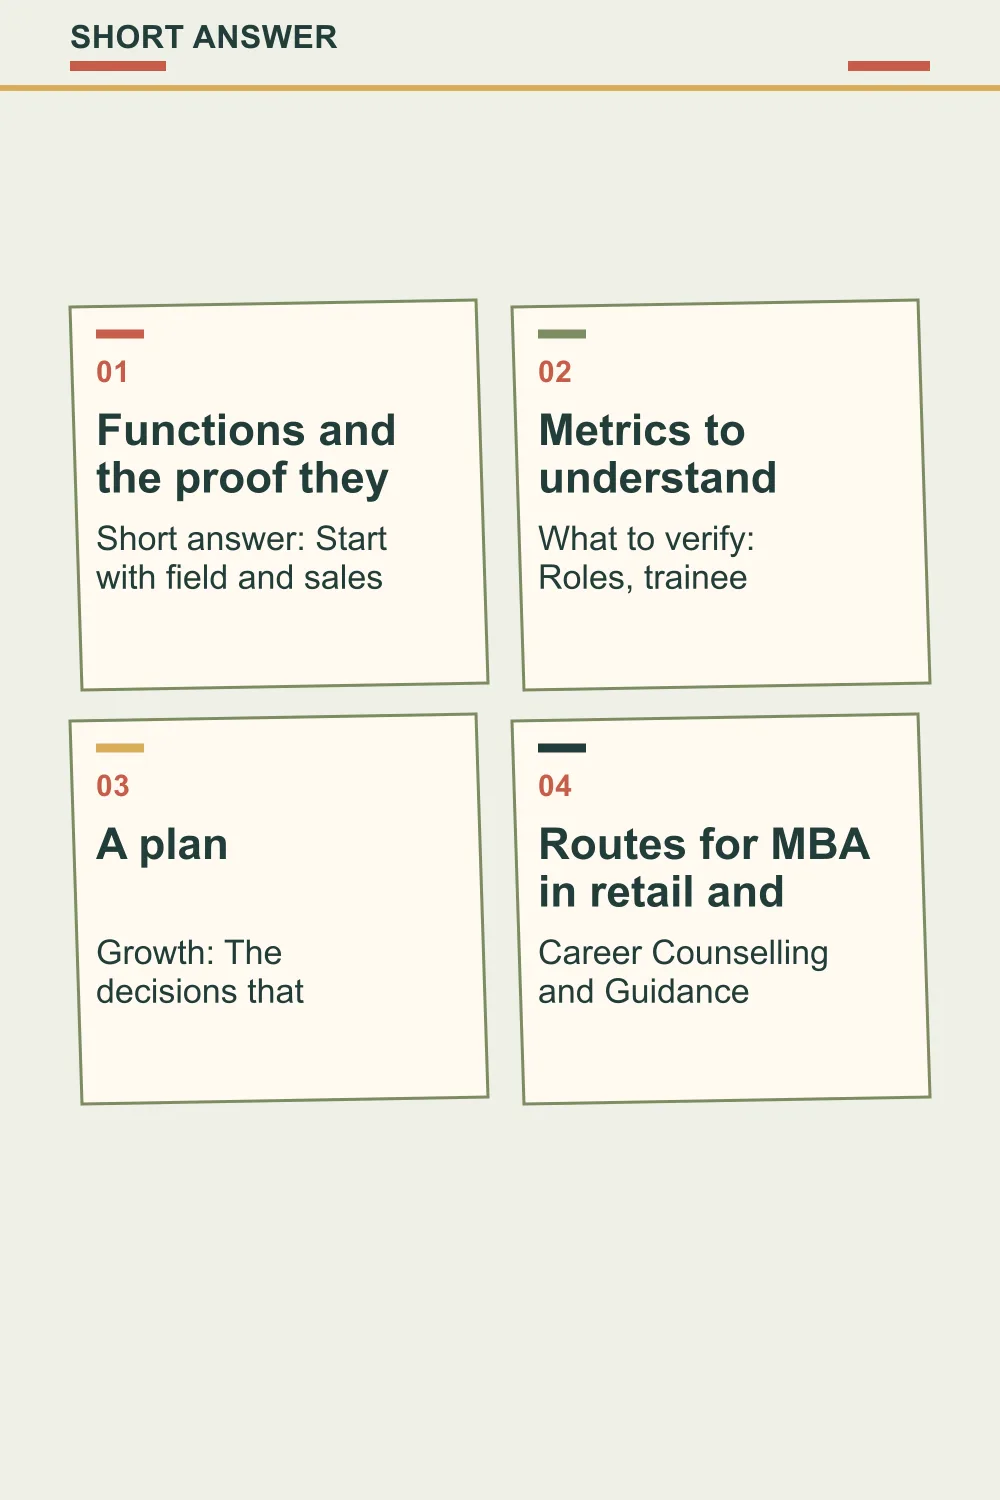 SHORT ANSWER
01
Functions and
the proof they
Short answer: Start
with field and sales
02
Metrics to
understand
What to verify:
Roles, trainee
03
A plan
Growth: The
decisions that
04
Routes for MBA
in retail and
Career Counselling
and Guidance